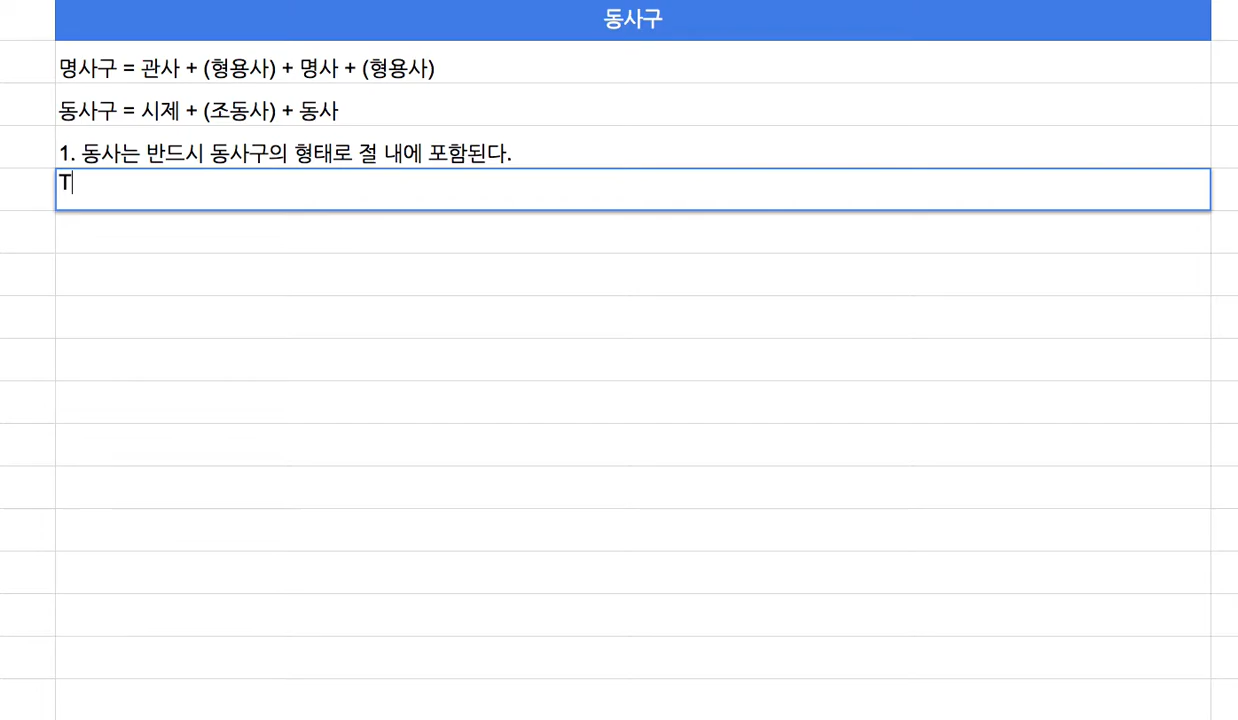 동사구
명사구 = 관사 + (형용사) + 명사 + (형용사)
동사구 = 시제 + (조동사) + 동사
1. 동사는 반드시 동사구의 형태로 절 내에 포함된다.
T